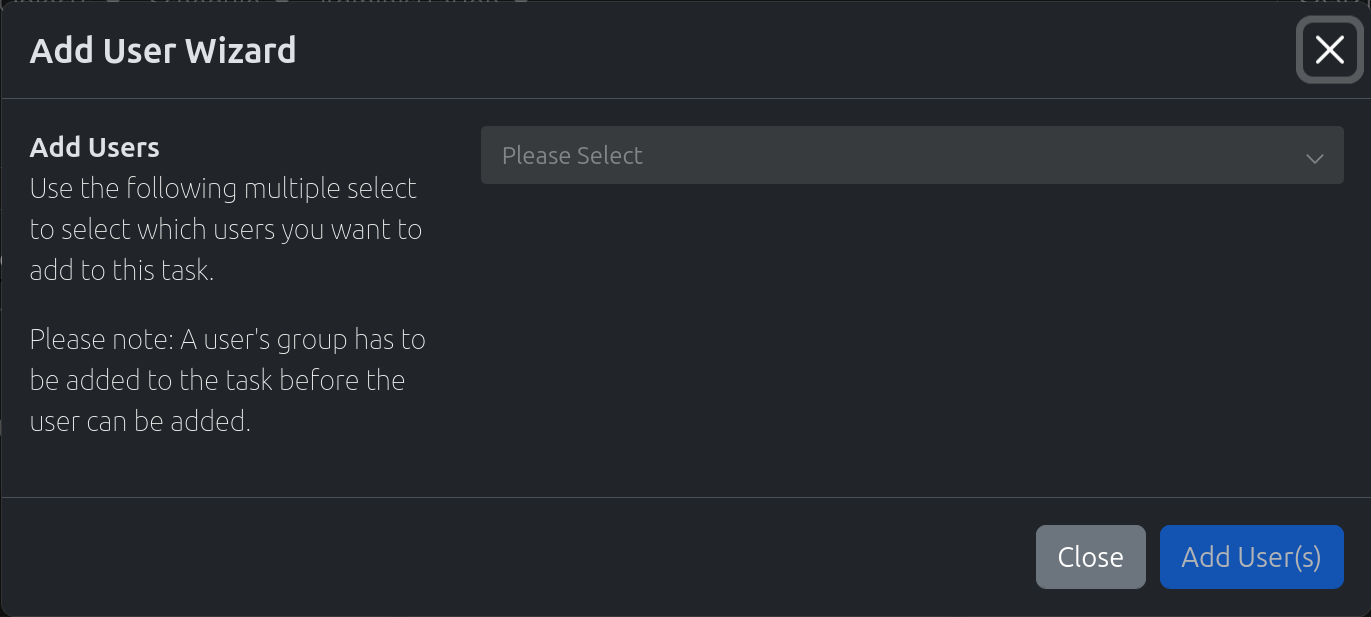 Add User Wizard
Add Users
Use the following multiple select
to select which users you want to
add to this task.
Please note: A user's group has to
be added to the task before the
user can be added.
Please Select
Close
Add User(s)